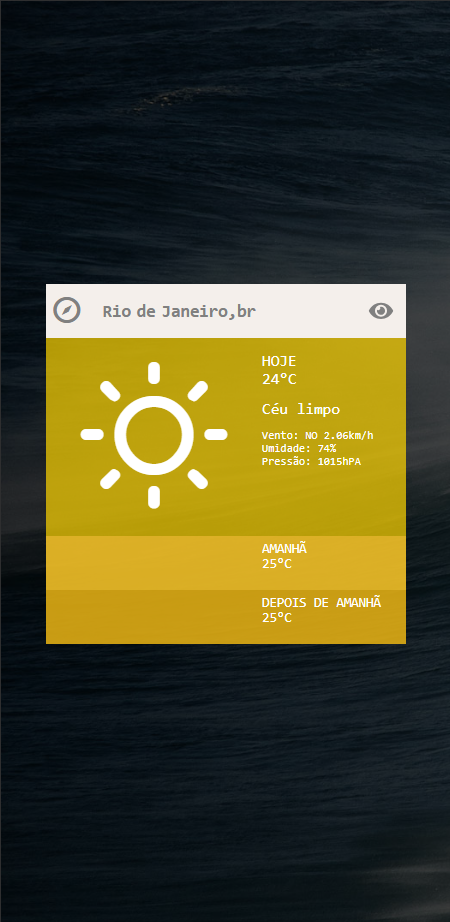 Rio de Janeiro,br
HOJE
24ºC
Céu limpo
Vento: NO 2.06km/h
Umidade: 74%
Pressão: 1015hPA
AMANHÃ
25ºC
DEPOIS DE AMANHÃ
25ºC